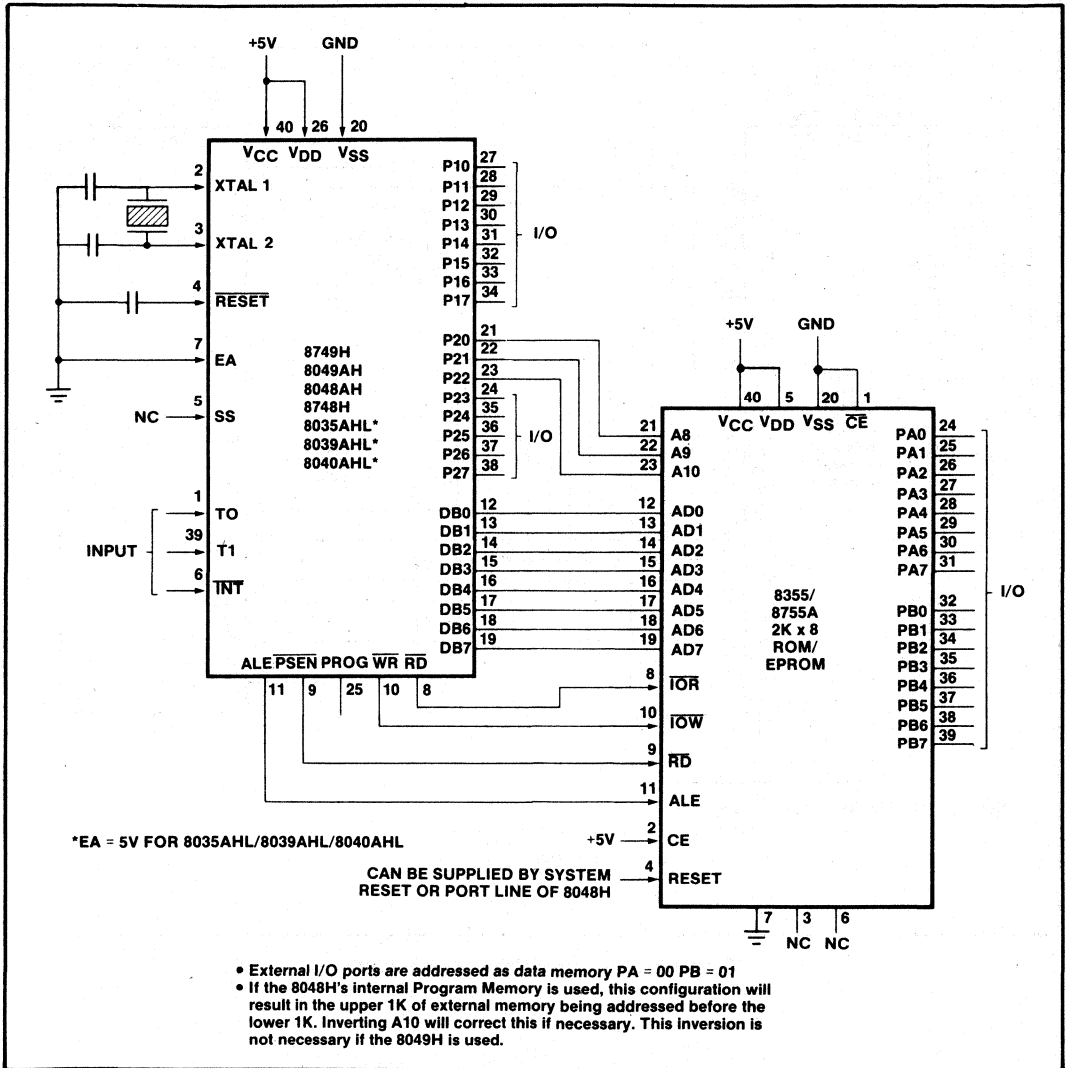 +5V GND
40 26 20
VCC VDD VSS
2 XTAL 1
3 XTAL 2
4 RESET
7 EA
NC 5 SS
1 TO
INPUT 39 T1
6 INT
8749H
8049AH
8048AH
8748H
8035AHL*
8039AHL*
8040AHL*
P10 27
P11 28
P12 29
P13 30
P14 31
P15 32
P16 33
P17 34
I/O
P20 21
P21 22
P22 23
P23 24
P24 35
P25 36
P26 37
P27 38
I/O
DB0 12
DB1 13
DB2 14
DB3 15
DB4 16
DB5 17
DB6 18
DB7 19
ALE PSEN PROG WR RD
11 9 25 10 8
+5V GND
40 5 20 1
VCC VDD VSS CE
21 A8
22 A9
23 A10
12 AD0
13 AD1
14 AD2
15 AD3
16 AD4
17 AD5
18 AD6
19 AD7
8 IOR
10 IOW
9 RD
11 ALE
+5V 2 CE
4 RESET
CAN BE SUPPLIED BY SYSTEM
RESET OR PORT LINE OF 8048H
8355/
8755A
2K x 8
ROM/
EPROM
PA0 24
PA1 25
PA2 26
PA3 27
PA4 28
PA5 29
PA6 30
PA7 31
PB0 32
PB1 33
PB2 34
PB3 35
PB4 36
PB5 37
PB6 38
PB7 39
I/O
7 3 6
NC NC
*EA = 5V FOR 8035AHL/8039AHL/8040AHL
• External I/O ports are addressed as data memory PA = 00 PB = 01
• If the 8048H's internal Program Memory is used, this configuration will
result in the upper 1K of external memory being addressed before the
lower 1K. Inverting A10 will correct this if necessary. This inversion is
not necessary if the 8049H is used.